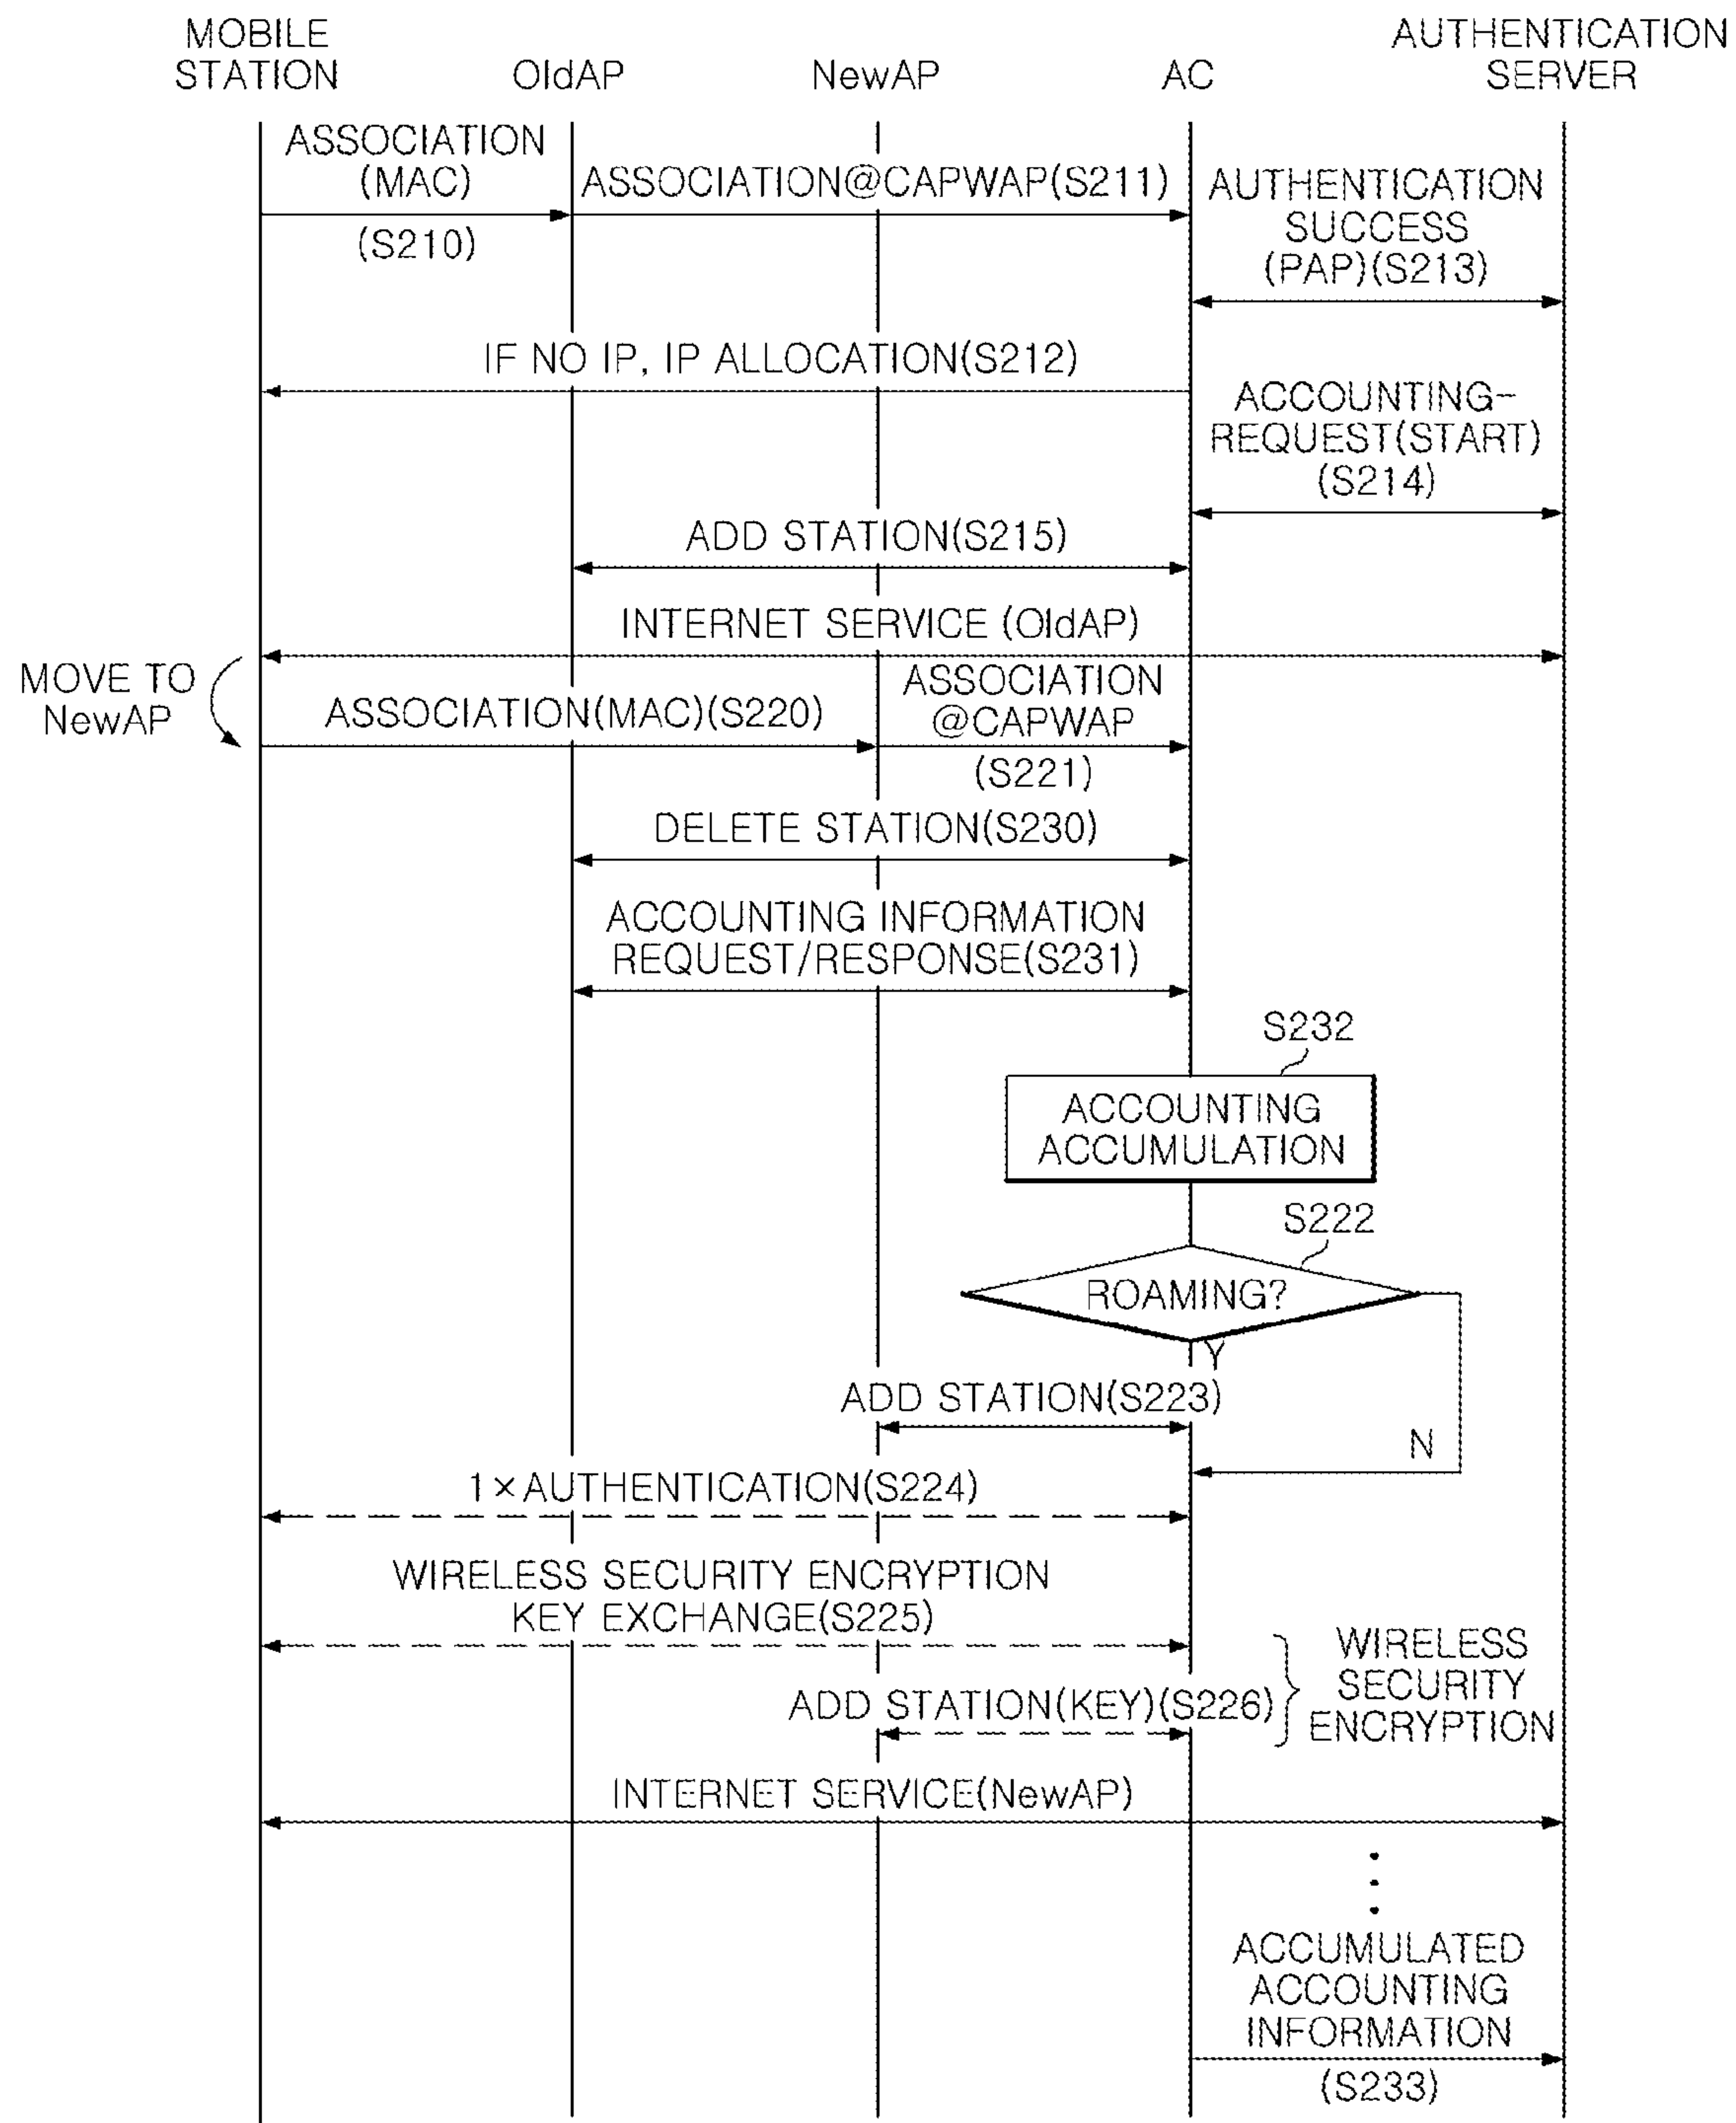 MOBILE
STATION
OldAP
NewAP
AC
AUTHENTICATION
SERVER
ASSOCIATION
(MAC)
(S210)
ASSOCIATION@CAPWAP(S211)
AUTHENTICATION
SUCCESS
(PAP)(S213)
IF NO IP, IP ALLOCATION(S212)
ACCOUNTING-
REQUEST(START)
(S214)
ADD STATION(S215)
INTERNET SERVICE (OldAP)
MOVE TO
NewAP
ASSOCIATION(MAC)(S220)
ASSOCIATION
@CAPWAP
(S221)
DELETE STATION(S230)
ACCOUNTING INFORMATION
REQUEST/RESPONSE(S231)
S232
ACCOUNTING
ACCUMULATION
S222
ROAMING?
Y
ADD STATION(S223)
N
1×AUTHENTICATION(S224)
WIRELESS SECURITY ENCRYPTION
KEY EXCHANGE(S225)
ADD STATION(KEY)(S226)
WIRELESS
SECURITY
ENCRYPTION
INTERNET SERVICE(NewAP)
ACCUMULATED
ACCOUNTING
INFORMATION
(S233)